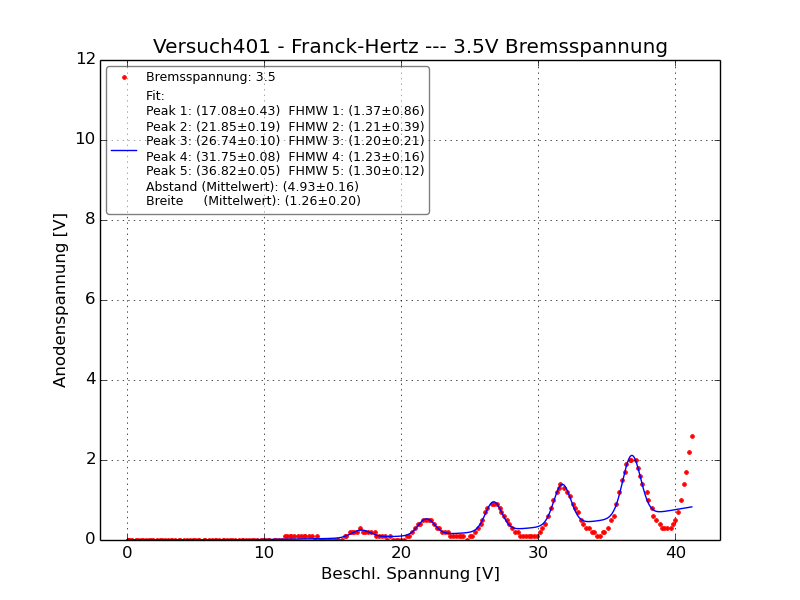 Versuch401 - Franck-Hertz --- 3.5V Bremsspannung
Bremsspannung: 3.5
Fit:
Peak 1: (17.08±0.43)  FHMW 1: (1.37±0.86)
Peak 2: (21.85±0.19)  FHMW 2: (1.21±0.39)
Peak 3: (26.74±0.10)  FHMW 3: (1.20±0.21)
Peak 4: (31.75±0.08)  FHMW 4: (1.23±0.16)
Peak 5: (36.82±0.05)  FHMW 5: (1.30±0.12)
Abstand (Mittelwert): (4.93±0.16)
Breite     (Mittelwert): (1.26±0.20)
12
10
8
6
4
2
0
Anodenspannung [V]
0 10 20 30 40
Beschl. Spannung [V]